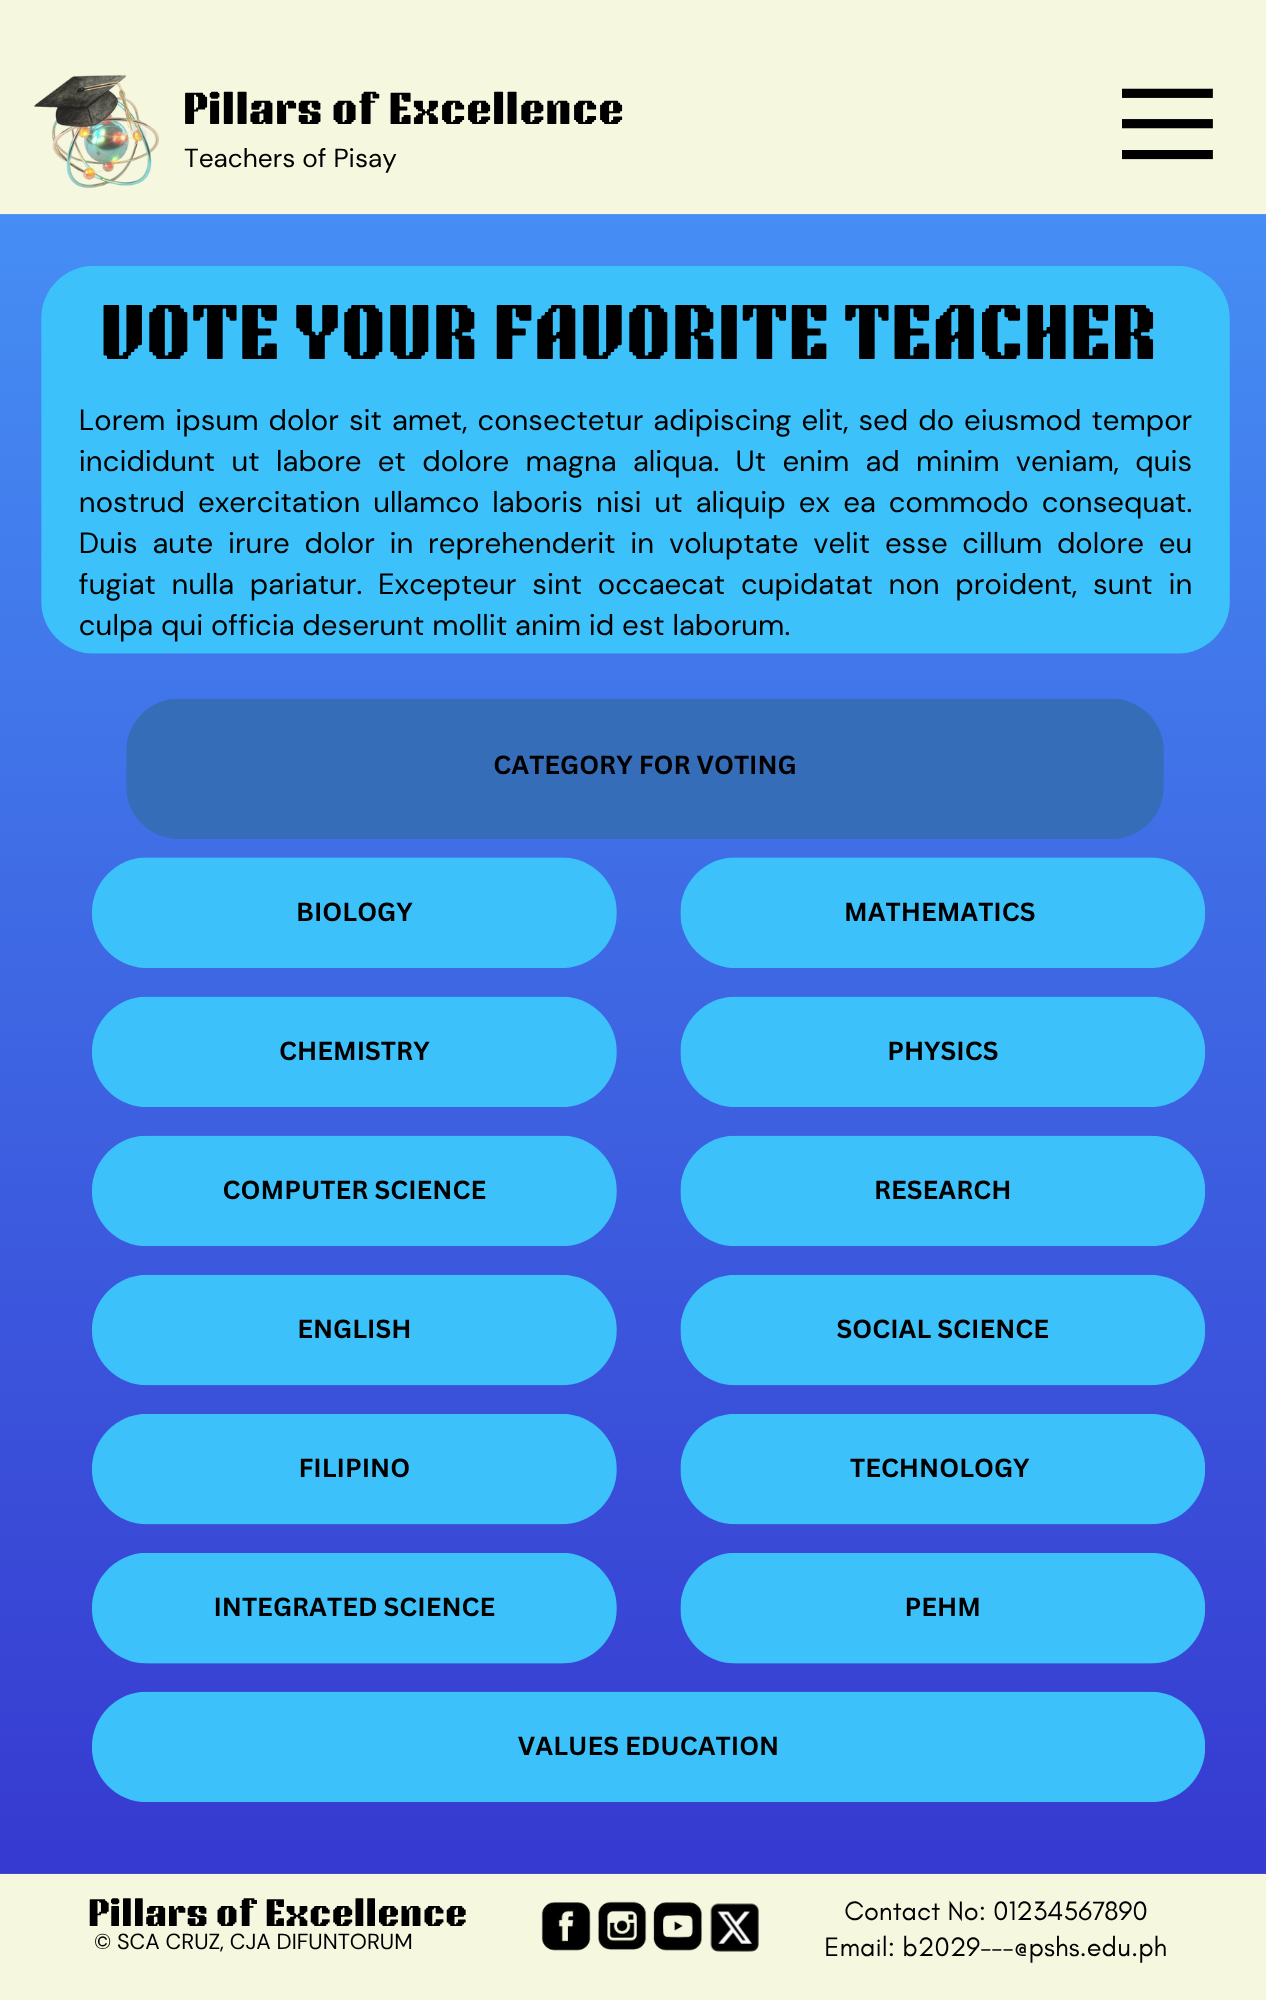 Pillars of Excellence
Teachers of Pisay
VOTE YOUR FAVORITE TEACHER
Lorem ipsum dolor sit amet, consectetur adipiscing elit, sed do eiusmod tempor
incididunt ut labore et dolore magna aliqua. Ut enim ad minim veniam, quis
nostrud exercitation ullamco laboris nisi ut aliquip ex ea commodo consequat.
Duis aute irure dolor in reprehenderit in voluptate velit esse cillum dolore eu
fugiat nulla pariatur. Excepteur sint occaecat cupidatat non proident, sunt in
culpa qui officia deserunt mollit anim id est laborum.
CATEGORY FOR VOTING
BIOLOGY
MATHEMATICS
CHEMISTRY
PHYSICS
COMPUTER SCIENCE
RESEARCH
ENGLISH
SOCIAL SCIENCE
FILIPINO
TECHNOLOGY
INTEGRATED SCIENCE
PEHM
VALUES EDUCATION
Pillars of Excellence
© SCA CRUZ, CJA DIFUNTORUM
Contact No: 01234567890
Email: b2029---@pshs.edu.ph